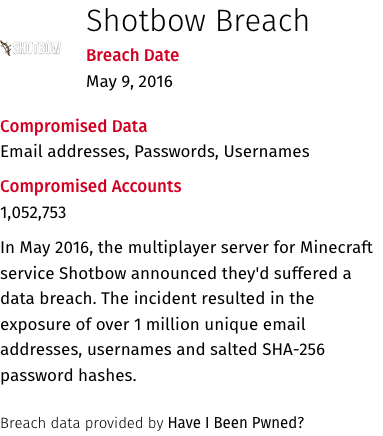 Shotbow Breach
SHOTBOW
Breach Date
May 9, 2016
Compromised Data
Email addresses, Passwords, Usernames
Compromised Accounts
1,052,753
In May 2016, the multiplayer server for Minecraft
service Shotbow announced they'd suffered a
data breach. The incident resulted in the
exposure of over 1 million unique email
addresses, usernames and salted SHA-256
password hashes.
Breach data provided by Have I Been Pwned?